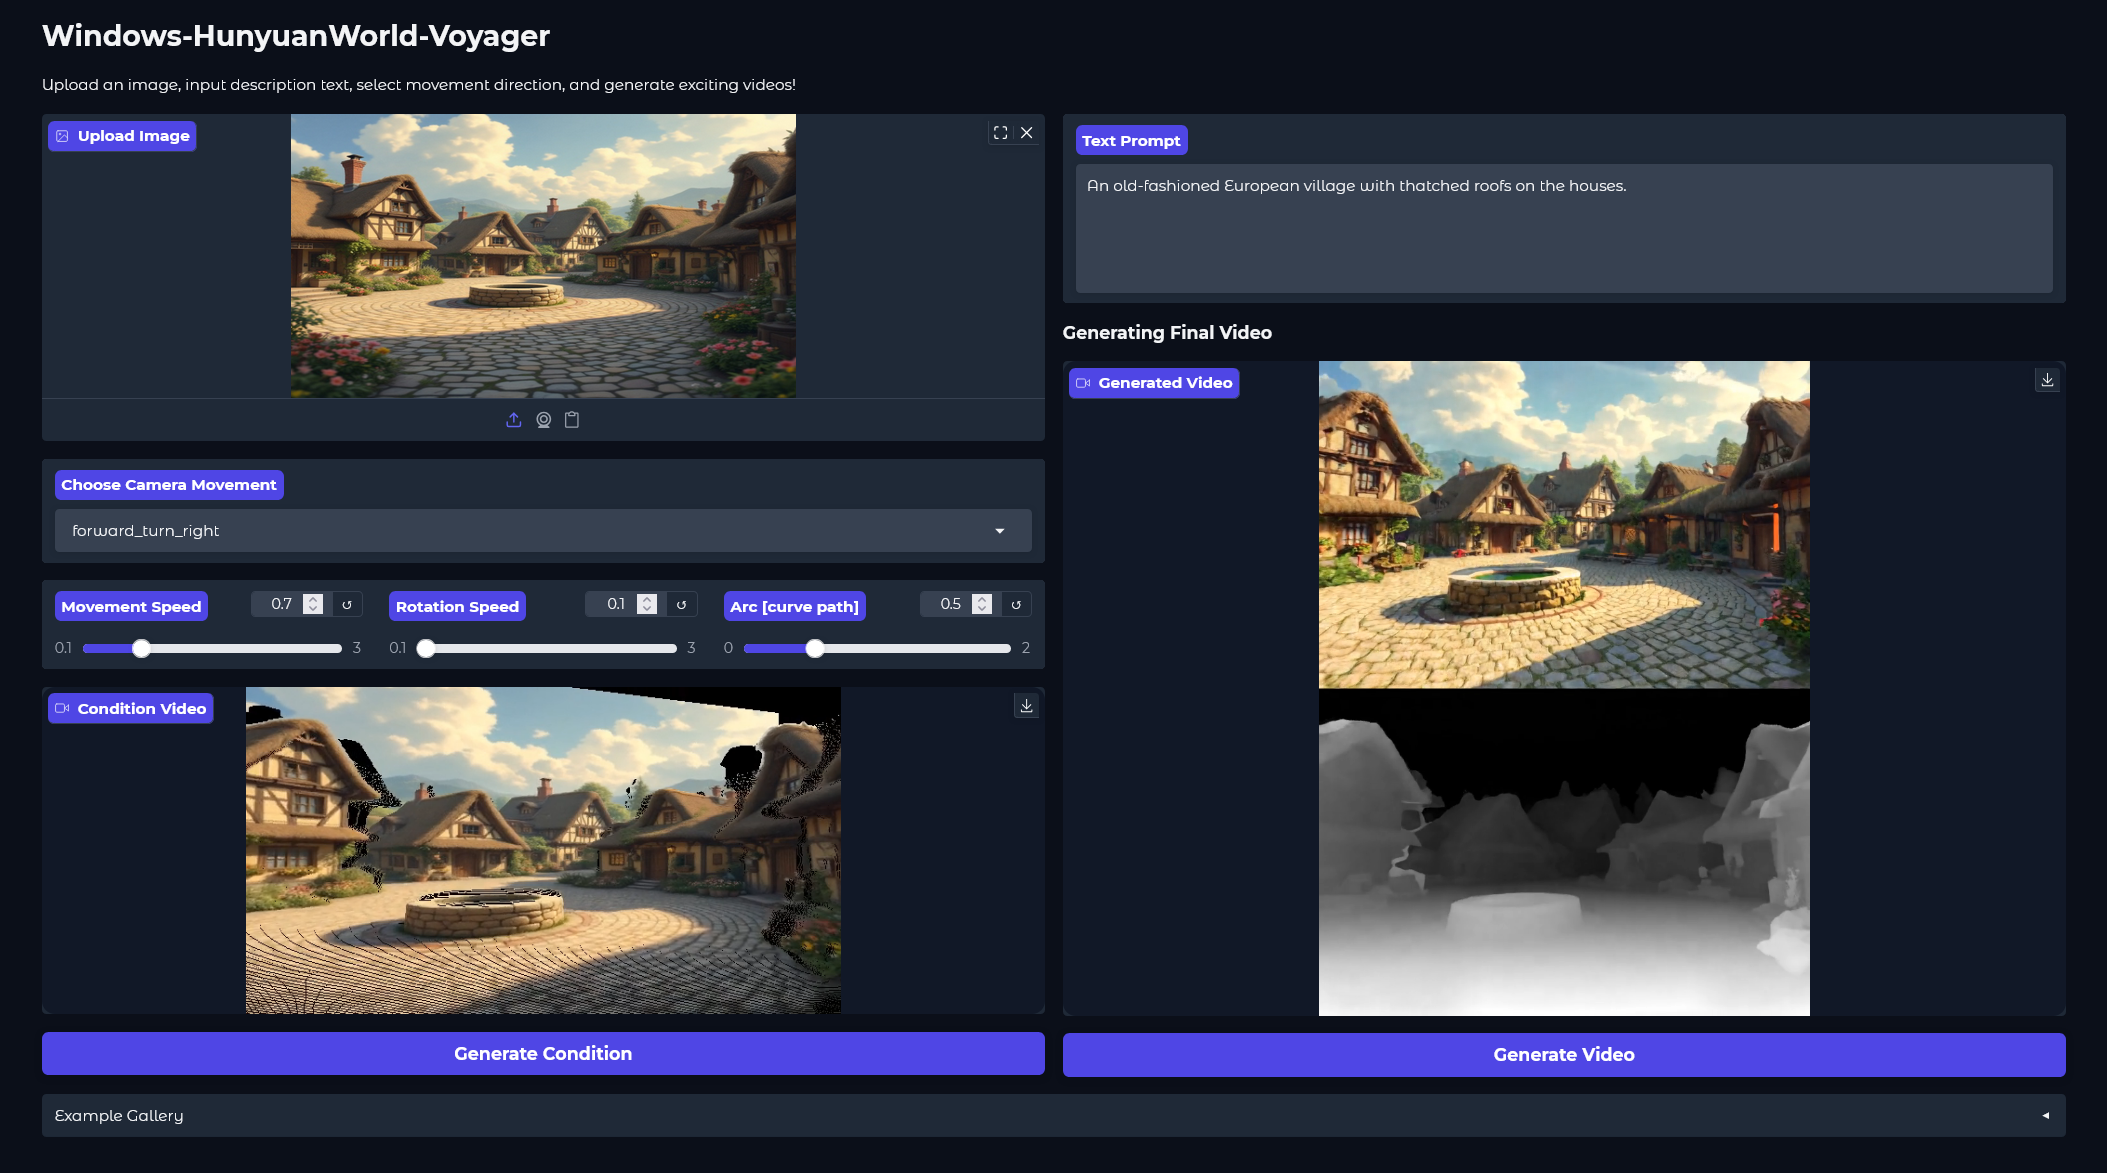 Windows-HunyuanWorld-Voyager
Upload an image, input description text, select movement direction, and generate exciting videos!
Upload Image
Choose Camera Movement
forward_turn_right
Movement Speed
0.7
0.1
3
Rotation Speed
0.1
0.1
3
Arc [curve path]
0.5
0
2
Condition Video
Generate Condition
Text Prompt
An old-fashioned European village with thatched roofs on the houses.
Generating Final Video
Generated Video
Generate Video
Example Gallery